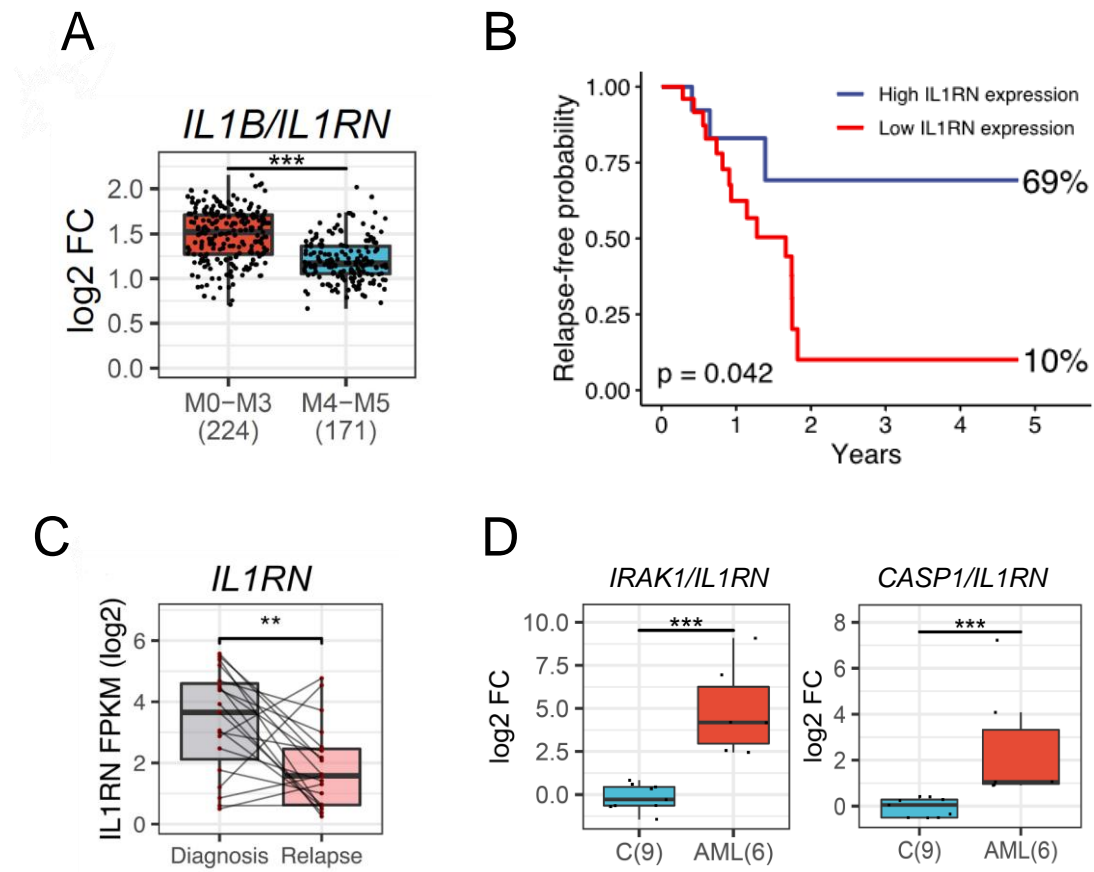 A
IL1B/IL1RN
***
log2 FC
2.0
1.5
1.0
0.5
0.0
M0−M3
(224)
M4−M5
(171)
B
Relapse-free probability
1.00
0.75
0.50
0.25
0.00
High IL1RN expression
Low IL1RN expression
69%
10%
p = 0.042
0 1 2 3 4 5
Years
C
IL1RN
**
IL1RN FPKM (log2)
6
4
2
0
Diagnosis Relapse
D
IRAK1/IL1RN
***
log2 FC
10.0
7.5
5.0
2.5
0.0
C(9) AML(6)
CASP1/IL1RN
***
log2 FC
8
6
4
2
0
C(9) AML(6)